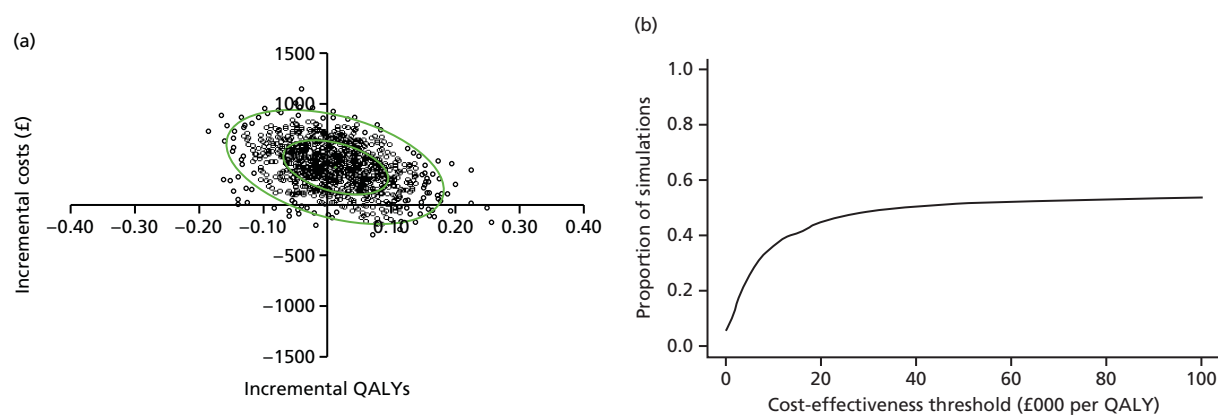 (a)
1500
1000
Incremental costs (£)
−0.40 −0.30 −0.20 −0.10 0.10 0.20 0.30 0.40
−500
−1000
−1500
Incremental QALYs
(b)
1.0
0.8
0.6
0.4
0.2
0.0
Proportion of simulations
0 20 40 60 80 100
Cost-effectiveness threshold (£000 per QALY)